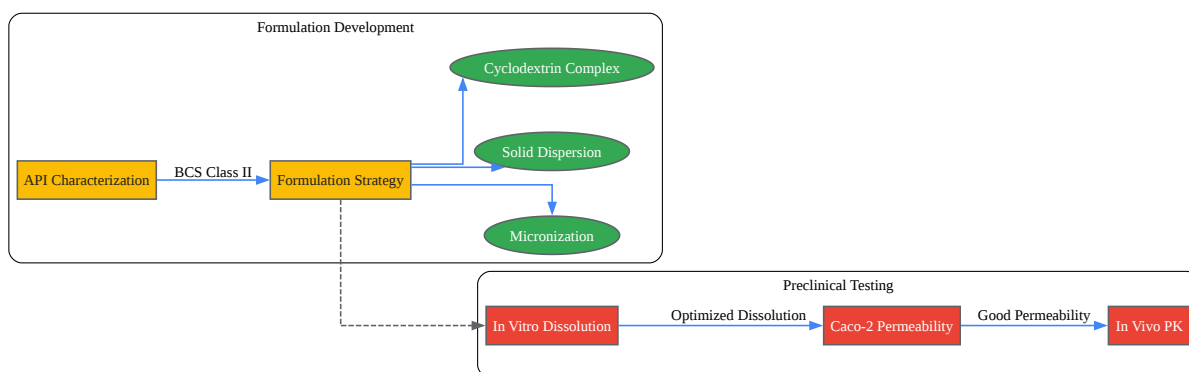 Formulation Development
Cyclodextrin Complex
Solid Dispersion
API Characterization
BCS Class II
Formulation Strategy
Micronization
Preclinical Testing
In Vitro Dissolution
Optimized Dissolution
Caco-2 Permeability
Good Permeability
In Vivo PK